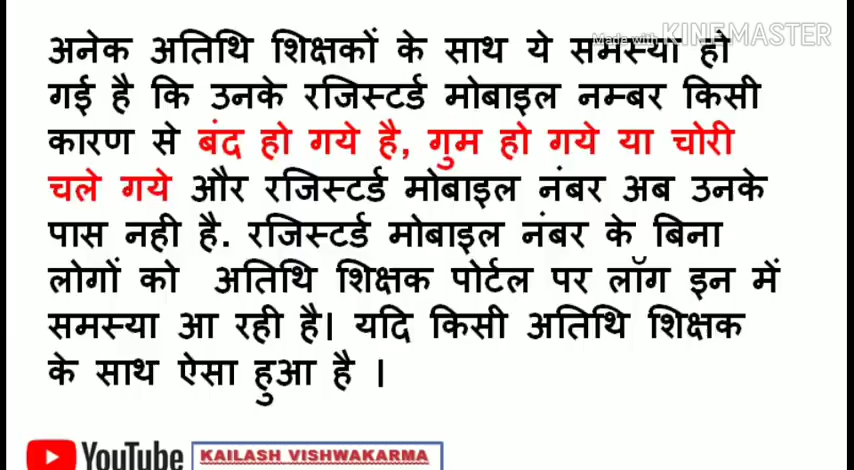 Made with KINEMASTER
अनेक अतिथि शिक्षकों के साथ ये समस्या हो
गई है कि उनके रजिस्टर्ड मोबाइल नम्बर किसी
कारण से बंद हो गये है, गुम हो गये या चोरी
चले गये और रजिस्टर्ड मोबाइल नंबर अब उनके
पास नही है. रजिस्टर्ड मोबाइल नंबर के बिना
लोगों को अतिथि शिक्षक पोर्टल पर लॉग इन में
समस्या आ रही है। यदि किसी अतिथि शिक्षक
के साथ ऐसा हुआ है ।
YouTube KAILASH VISHWAKARMA